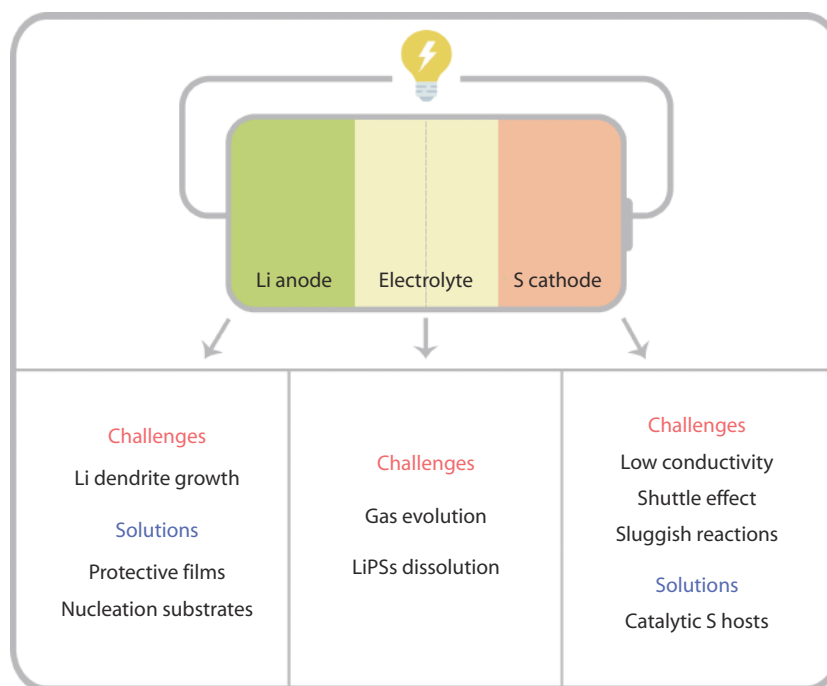 Li anode
Electrolyte
S cathode
Challenges
Li dendrite growth
Solutions
Protective films
Nucleation substrates
Challenges
Gas evolution
LiPSs dissolution
Challenges
Low conductivity
Shuttle effect
Sluggish reactions
Solutions
Catalytic S hosts